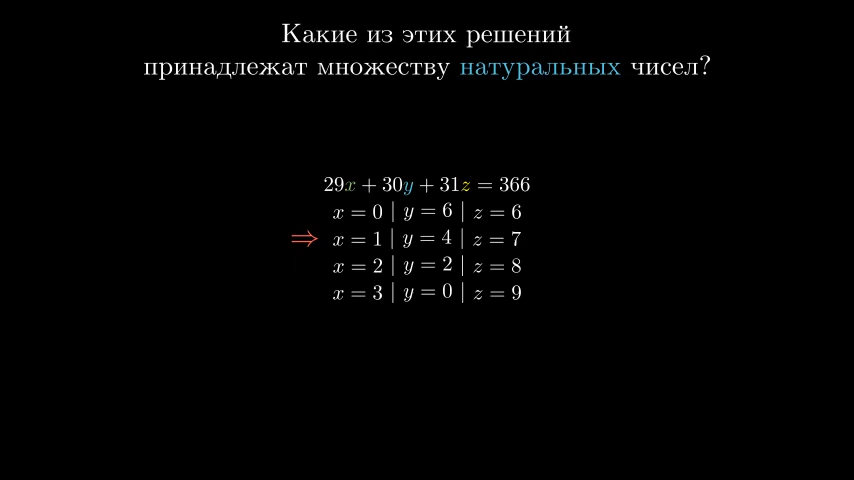 Какие из этих решений
принадлежат множеству натуральных чисел?
29x + 30y + 31z = 366
x = 0 | y = 6 | z = 6
⇒ x = 1 | y = 4 | z = 7
x = 2 | y = 2 | z = 8
x = 3 | y = 0 | z = 9